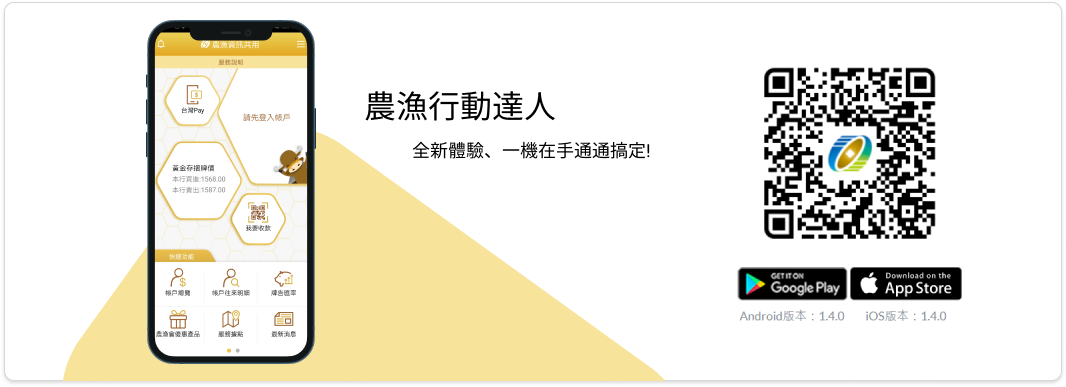 農漁資訊共用
服務說明
台灣Pay
請先登入帳戶
黃金存摺牌價
本行買進:1568.00
本行賣出:1587.00
我要收款
快捷功能
帳戶總覽
帳戶往來明細
牌告匯率
農漁會優惠產品
服務據點
最新消息
農漁行動達人
全新體驗、一機在手通通搞定!
GET IT ON
Google Play
Download on the
App Store
Android版本：1.4.0
iOS版本：1.4.0